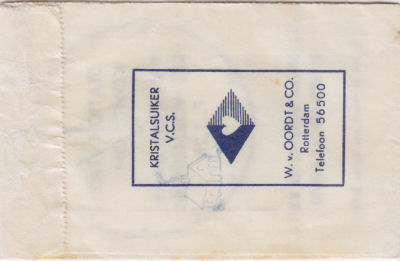 KRISTALSUIKER
V.C.S.
W. v. OORDT & CO.
Rotterdam
Telefoon 56500